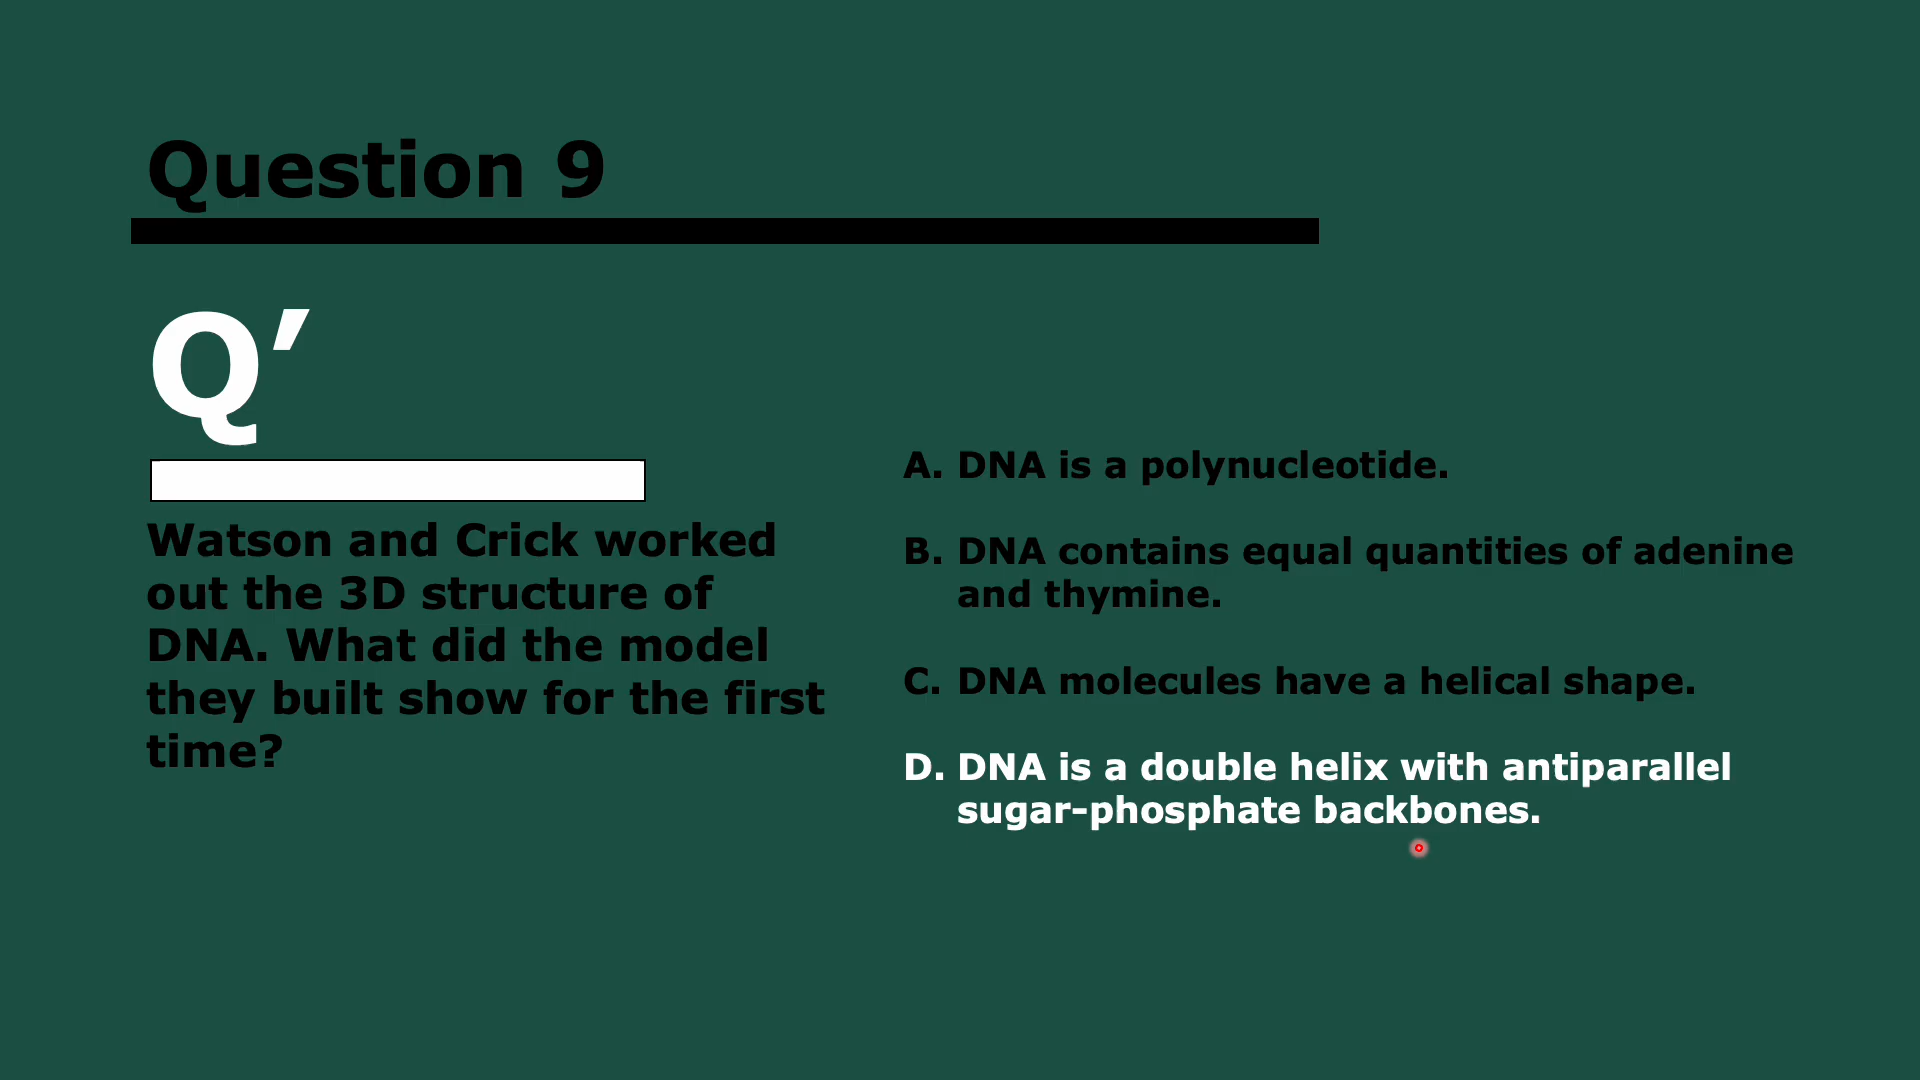 Question 9
Q’
Watson and Crick worked
out the 3D structure of
DNA. What did the model
they built show for the first
time?
A. DNA is a polynucleotide.
B. DNA contains equal quantities of adenine
and thymine.
C. DNA molecules have a helical shape.
D. DNA is a double helix with antiparallel
sugar-phosphate backbones.